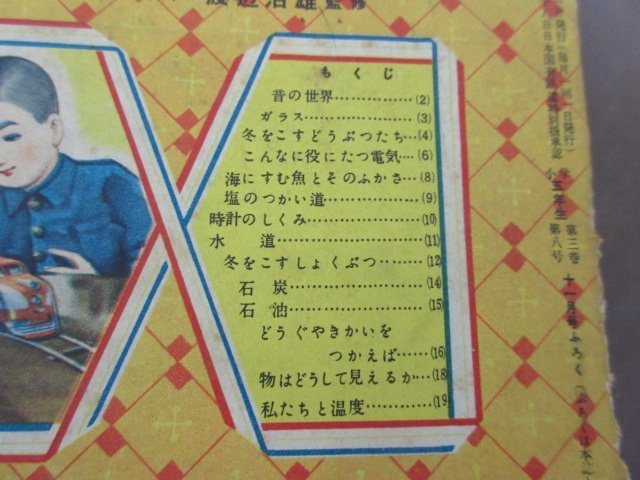 渡辺治雄監修
もくじ
音の世界……………(2)
ガラス…………………(3)
冬をこすどうぶつたち…(4)
こんなに役にたつ電気…(6)
海にすむ魚とそのふかさ…(8)
塩のつかい道…………(9)
時計のしくみ……………(10)
水道………………………(11)
冬をこすしょくぶつ……(12
石炭………………(14)
石油………………(15)
どうぐやきかいを
つかえば……(16)
物はどうして見えるか…(18
私たちと温度…………(19
小学五年生 第三巻 第八号 十一月号ふろく